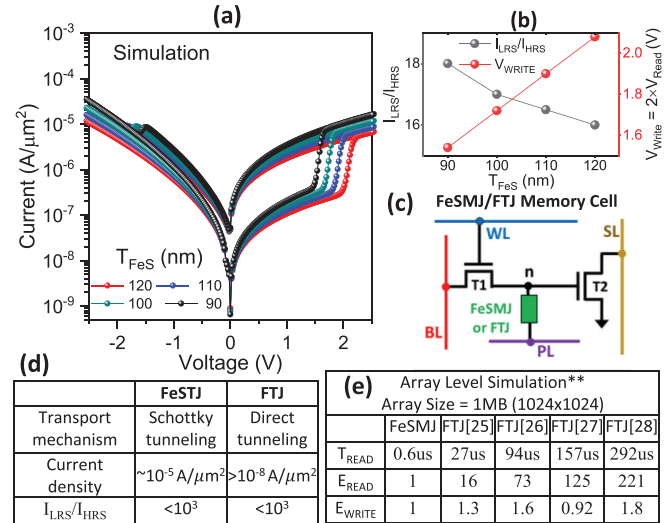 (a)
Simulation
Current (A/μm²)
10⁻³
10⁻⁴
10⁻⁵
10⁻⁶
10⁻⁷
10⁻⁸
10⁻⁹
T_FeS (nm)
120 110
100 90
-2 -1 0 1 2
Voltage (V)
(b)
I_LRS/I_HRS
V_WRITE
I_LRS/I_HRS
18
16
2.0
1.8
1.6
V_Write = 2×V_Read (V)
90 100 110 120
T_FeS (nm)
(c) FeSMJ/FTJ Memory Cell
WL
SL
T1
n
T2
FeSMJ
or FTJ
BL
PL
(d)
FeSTJ FTJ
Transport mechanism Schottky tunneling Direct tunneling
Current density ~10⁻⁵ A/μm² >10⁻⁸ A/μm²
I_LRS/I_HRS <10³ <10³
(e) Array Level Simulation**
Array Size = 1MB (1024x1024)
FeSMJ FTJ[25] FTJ[26] FTJ[27] FTJ[28]
T_READ 0.6us 27us 94us 157us 292us
E_READ 1 16 73 125 221
E_WRITE 1 1.3 1.6 0.92 1.8